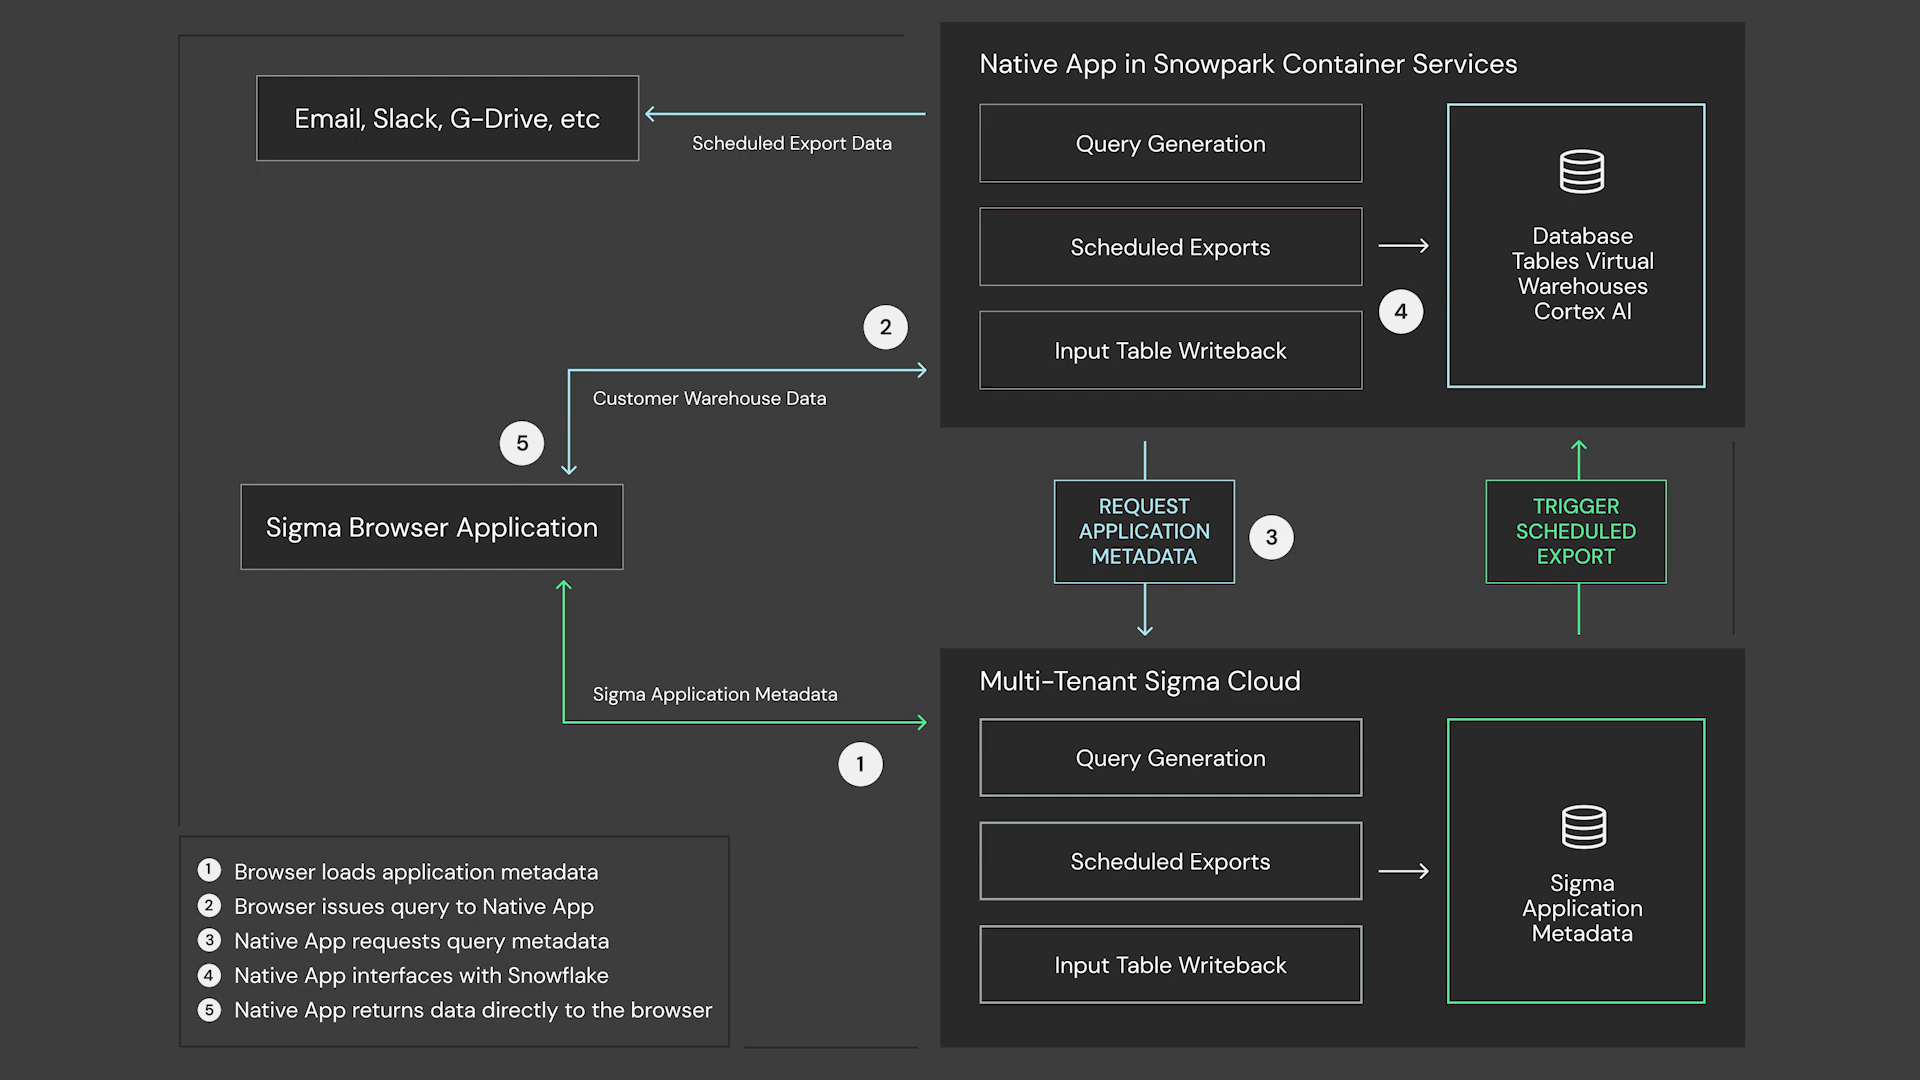 Native App in Snowpark Container Services
Email, Slack, G-Drive, etc
Scheduled Export Data
Query Generation
Scheduled Exports
Input Table Writeback
4
Database
Tables Virtual
Warehouses
Cortex AI
2
Customer Warehouse Data
5
Sigma Browser Application
REQUEST
APPLICATION
METADATA
3
TRIGGER
SCHEDULED
EXPORT
Sigma Application Metadata
1
Multi-Tenant Sigma Cloud
Query Generation
Scheduled Exports
Input Table Writeback
Sigma
Application
Metadata
1 Browser loads application metadata
2 Browser issues query to Native App
3 Native App requests query metadata
4 Native App interfaces with Snowflake
5 Native App returns data directly to the browser